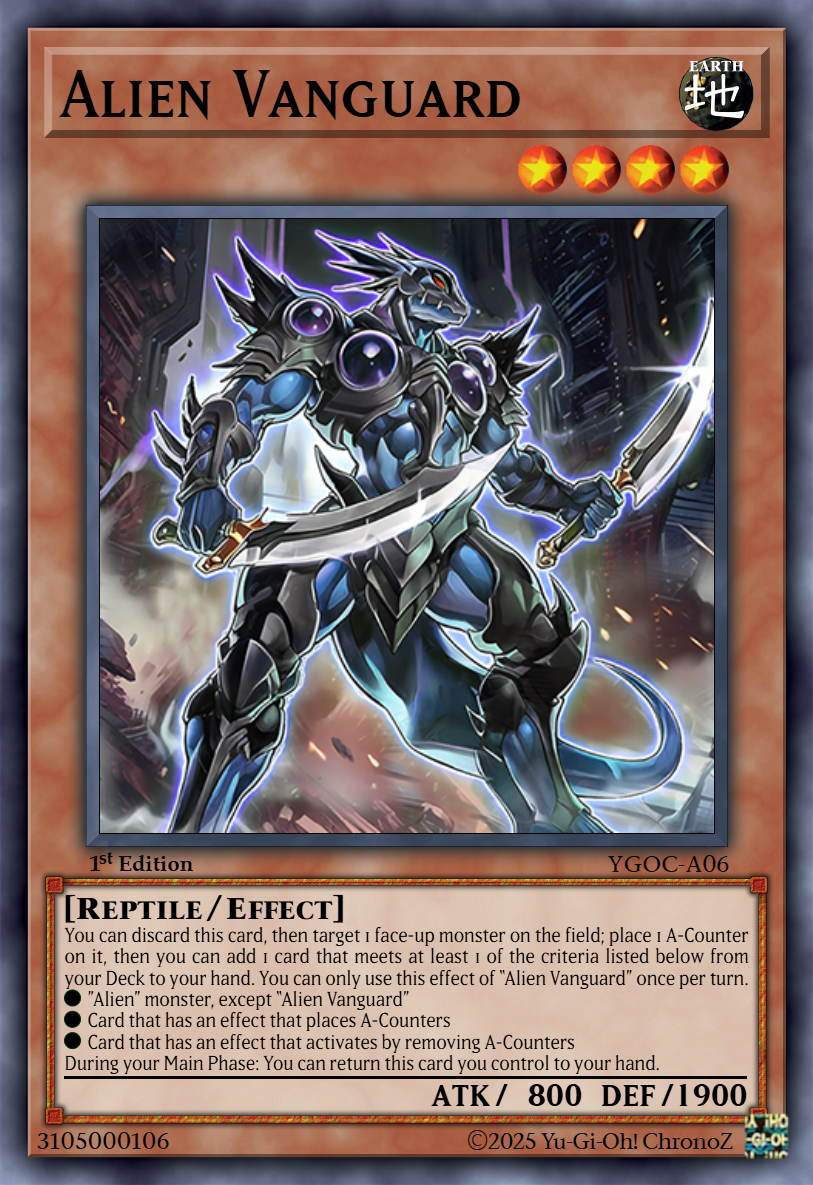 Alien Vanguard
EARTH
地
1st Edition
YGOC-A06
[Reptile/Effect]
You can discard this card, then target 1 face-up monster on the field; place 1 A-Counter
on it, then you can add 1 card that meets at least 1 of the criteria listed below from
your Deck to your hand. You can only use this effect of "Alien Vanguard" once per turn.
● "Alien" monster, except "Alien Vanguard"
● Card that has an effect that places A-Counters
● Card that has an effect that activates by removing A-Counters
During your Main Phase: You can return this card you control to your hand.
ATK/ 800 DEF/1900
3105000106
©2025 Yu-Gi-Oh! ChronoZ